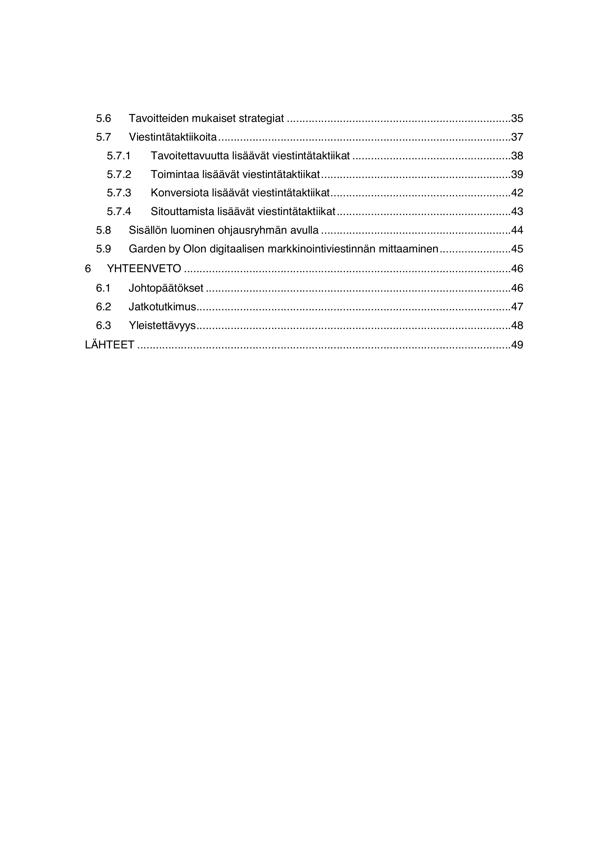 5.6 Tavoitteiden mukaiset strategiat ........................................................................35
5.7 Viestintätaktiikoita..............................................................................................37
5.7.1 Tavoitettavuutta lisäävät viestintätaktiikat ...................................................38
5.7.2 Toimintaa lisäävät viestintätaktiikat.............................................................39
5.7.3 Konversiota lisäävät viestintätaktiikat..........................................................42
5.7.4 Sitouttamista lisäävät viestintätaktiikat........................................................43
5.8 Sisällön luominen ohjausryhmän avulla .............................................................44
5.9 Garden by Olon digitaalisen markkinointiviestinnän mittaaminen.......................45
6 YHTEENVETO .........................................................................................................46
6.1 Johtopäätökset ..................................................................................................46
6.2 Jatkotutkimus.....................................................................................................47
6.3 Yleistettävyys.....................................................................................................48
LÄHTEET ........................................................................................................................49